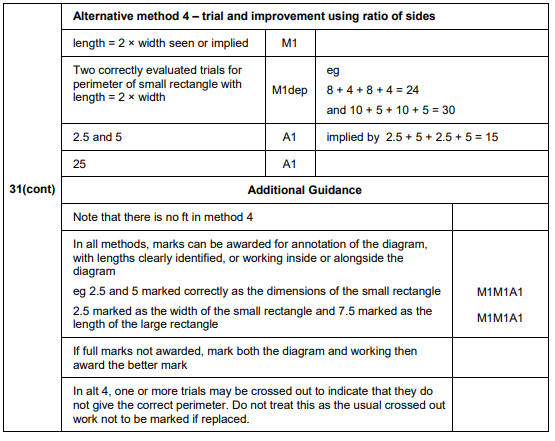 Alternative method 4 – trial and improvement using ratio of sides
length = 2 × width seen or implied
M1
Two correctly evaluated trials for
perimeter of small rectangle with
length = 2 × width
M1dep
eg
8 + 4 + 8 + 4 = 24
and 10 + 5 + 10 + 5 = 30
2.5 and 5
A1
implied by 2.5 + 5 + 2.5 + 5 = 15
25
A1
31(cont)
Additional Guidance
Note that there is no ft in method 4
In all methods, marks can be awarded for annotation of the diagram,
with lengths clearly identified, or working inside or alongside the
diagram
eg 2.5 and 5 marked correctly as the dimensions of the small rectangle
M1M1A1
2.5 marked as the width of the small rectangle and 7.5 marked as the
length of the large rectangle
M1M1A1
If full marks not awarded, mark both the diagram and working then
award the better mark
In alt 4, one or more trials may be crossed out to indicate that they do
not give the correct perimeter. Do not treat this as the usual crossed out
work not to be marked if replaced.